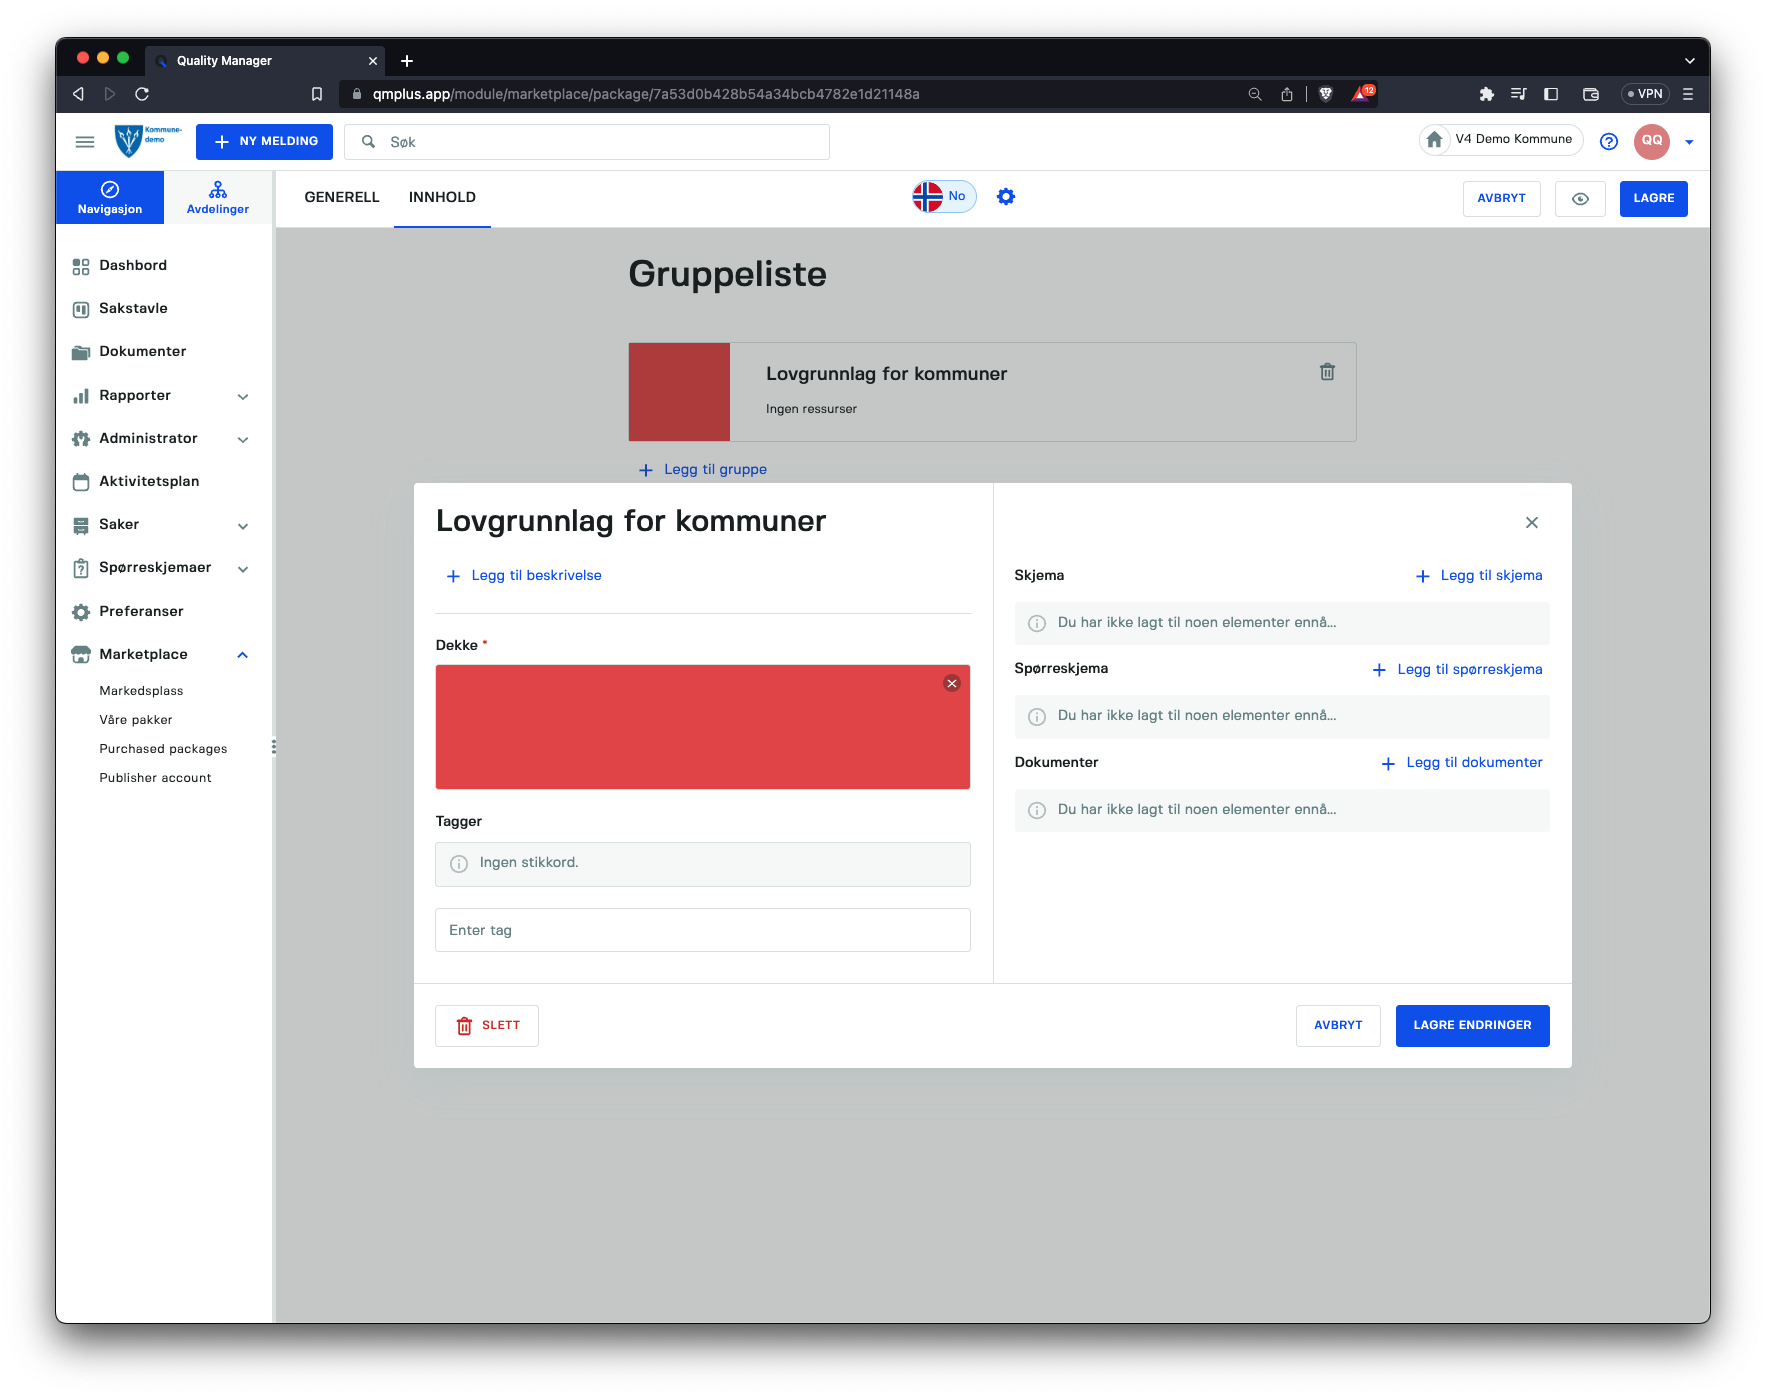 Quality Manager
qmplus.app/module/marketplace/package/7a53d0b428b54a34bcb4782e1d21148a
12
VPN
Kommune-
demo
NY MELDING
Søk
V4 Demo Kommune
QQ
Navigasjon
Avdelinger
GENERELL
INNHOLD
No
AVBRYT
LAGRE
Dashbord
Sakstavle
Dokumenter
Rapporter
Administrator
Aktivitetsplan
Saker
Spørreskjemaer
Preferanser
Marketplace
Markedsplass
Våre pakker
Purchased packages
Publisher account
Gruppeliste
Lovgrunnlag for kommuner
Ingen ressurser
Legg til gruppe
Lovgrunnlag for kommuner
Legg til beskrivelse
Dekke *
Tagger
Ingen stikkord.
Enter tag
Skjema
Legg til skjema
Du har ikke lagt til noen elementer ennå...
Spørreskjema
Legg til spørreskjema
Du har ikke lagt til noen elementer ennå...
Dokumenter
Legg til dokumenter
Du har ikke lagt til noen elementer ennå...
SLETT
AVBRYT
LAGRE ENDRINGER